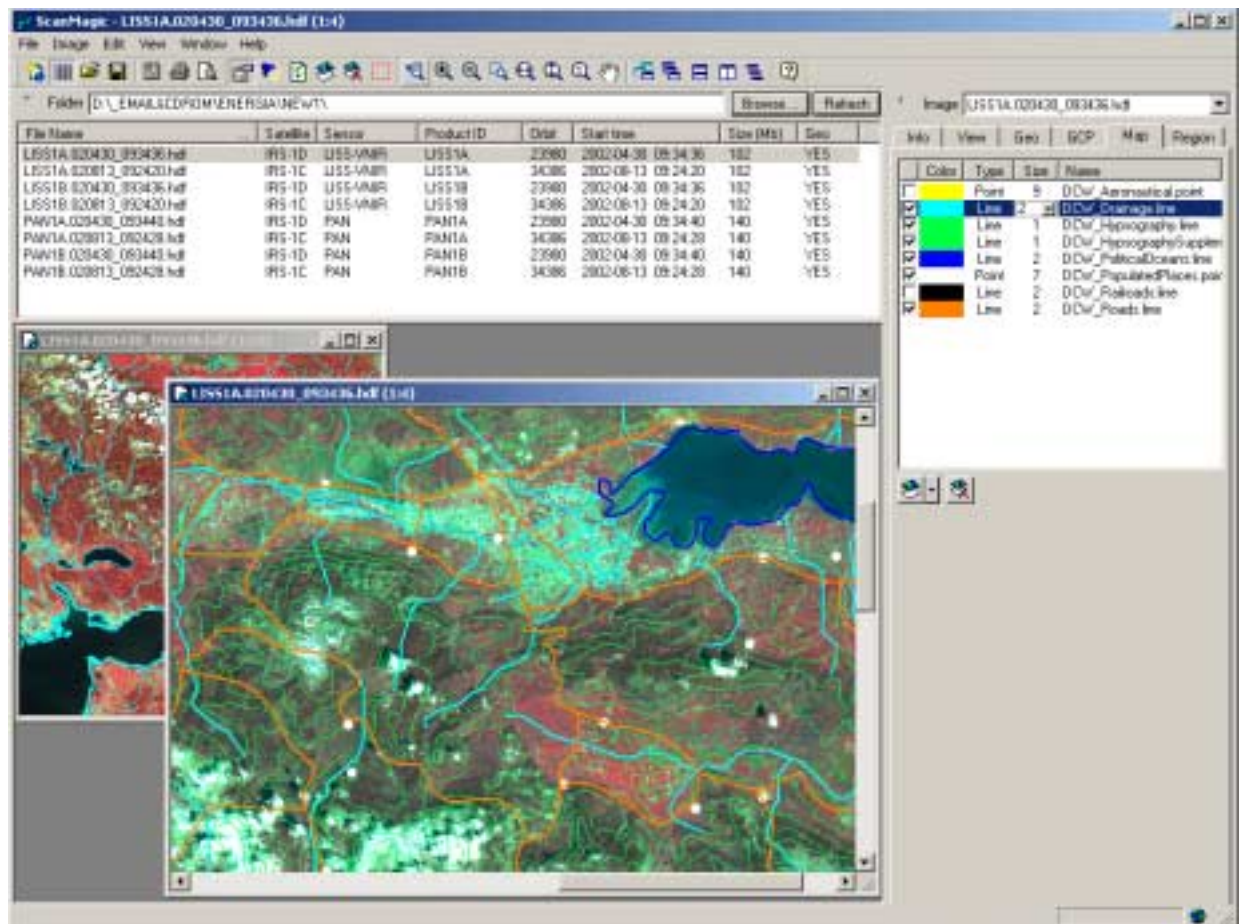 ScanMagic - LISS1A.020430_093436.hdf (1:4)
File Image Edit View Window Help
Folder D:\_EMAIL&CDROM\ENERSIA\NEW1\ Browse... Refresh
Image LISS1A.020430_093436.hdf
Info View Geo GCP Map Region
File Name Satellite Sensor Product ID Orbit Start time Size (Mb) Geo
LISS1A.020430_093436.hdf IRS-1D LISS-VNIR LISS1A 23980 2002-04-30 09:34:36 102 YES
LISS1A.020813_092420.hdf IRS-1C LISS-VNIR LISS1A 34386 2002-08-13 09:24:20 102 YES
LISS1B.020430_093436.hdf IRS-1D LISS-VNIR LISS1B 23980 2002-04-30 09:34:36 102 YES
LISS1B.020813_092420.hdf IRS-1C LISS-VNIR LISS1B 34386 2002-08-13 09:24:20 102 YES
PAN1A.020430_093440.hdf IRS-1D PAN PAN1A 23980 2002-04-30 09:34:40 140 YES
PAN1A.020813_092428.hdf IRS-1C PAN PAN1A 34386 2002-08-13 09:24:28 140 YES
PAN1B.020430_093440.hdf IRS-1D PAN PAN1B 23980 2002-04-30 09:34:40 140 YES
PAN1B.020813_092428.hdf IRS-1C PAN PAN1B 34386 2002-08-13 09:24:28 140 YES
Color Type Size Name
Point 9 DCW_Aeronautical.point
Line 2 DCW_Drainage.line
Line 1 DCW_Hypsography.line
Line 1 DCW_HypsographySupplem
Line 2 DCW_PoliticalOceans.line
Point 7 DCW_PopulatedPlaces.poin
Line 2 DCW_Railroads.line
Line 2 DCW_Roads.line
LISS1A.020430_093436.hdf (1:4)